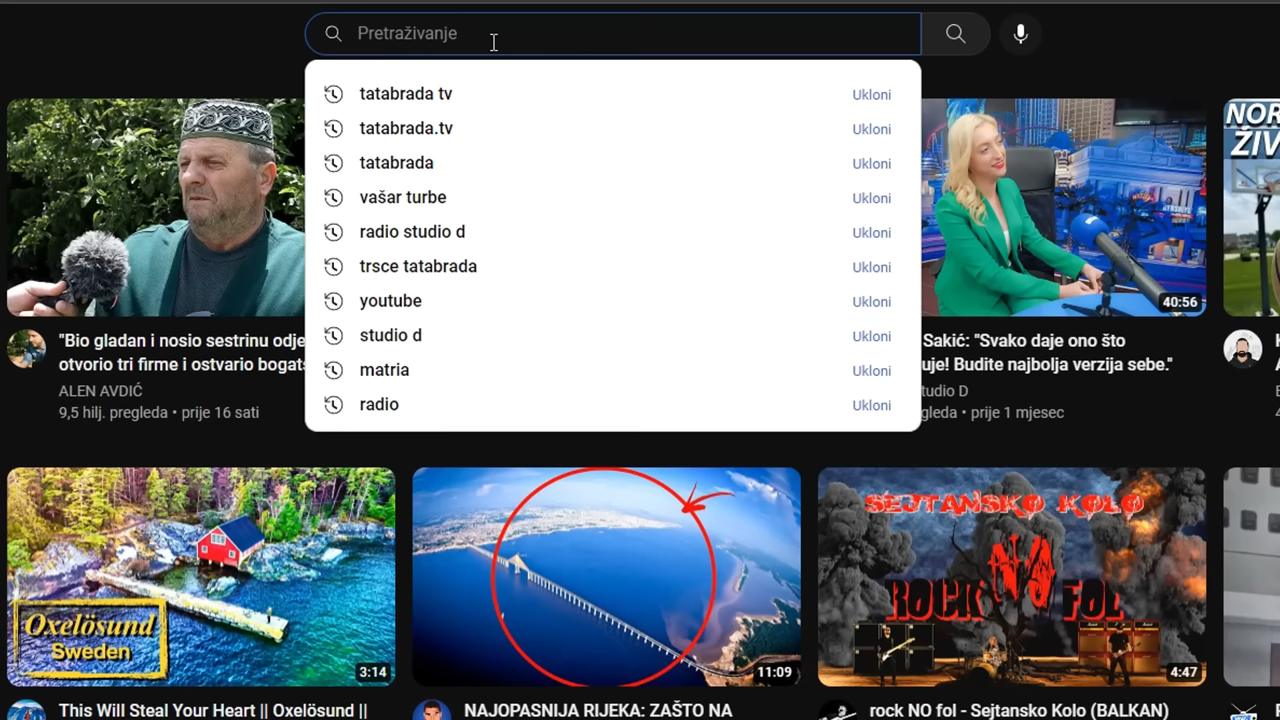 Pretraživanje
tatabrada tv Ukloni
tatabrada.tv Ukloni
tatabrada Ukloni
vašar turbe Ukloni
radio studio d Ukloni
trsce tatabrada Ukloni
youtube Ukloni
studio d Ukloni
matria Ukloni
radio Ukloni
40:56
NOR
ŽIV
"Bio gladan i nosio sestrinu odje
otvorio tri firme i ostvario bogats
ALEN AVDIĆ
9,5 hilj. pregleda • prije 16 sati
Sakić: "Svako daje ono što
uje! Budite najbolja verzija sebe."
tudio D
gleda • prije 1 mjesec
Oxelösund
Sweden
3:14
11:09
SEJTANSKO KOLO
ROCK NO FOL
4:47
This Will Steal Your Heart || Oxelösund ||
NAJOPASNIJA RIJEKA: ZAŠTO NA
rock NO fol - Sejtansko Kolo (BALKAN)